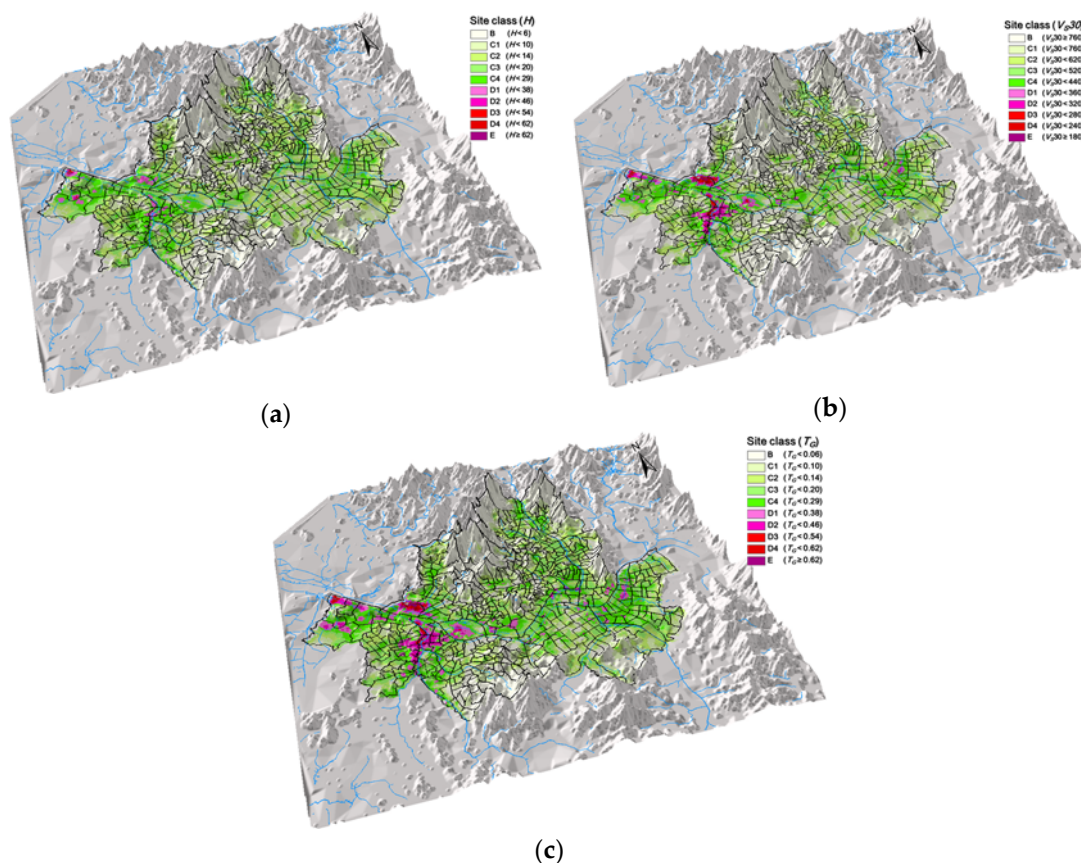 Site class (H)
B (H<6)
C1 (H<10)
C2 (H<14)
C3 (H<20)
C4 (H<29)
D1 (H<38)
D2 (H<46)
D3 (H<54)
D4 (H<62)
E (H≥62)
N
(a)
Site class (VS30)
B (VS30≥760)
C1 (VS30<760)
C2 (VS30<620)
C3 (VS30<520)
C4 (VS30<440)
D1 (VS30<360)
D2 (VS30<320)
D3 (VS30<280)
D4 (VS30<240)
E (VS30≥180)
N
(b)
Site class (TG)
B (TG<0.06)
C1 (TG<0.10)
C2 (TG<0.14)
C3 (TG<0.20)
C4 (TG<0.29)
D1 (TG<0.38)
D2 (TG<0.46)
D3 (TG<0.54)
D4 (TG<0.62)
E (TG≥0.62)
N
(c)